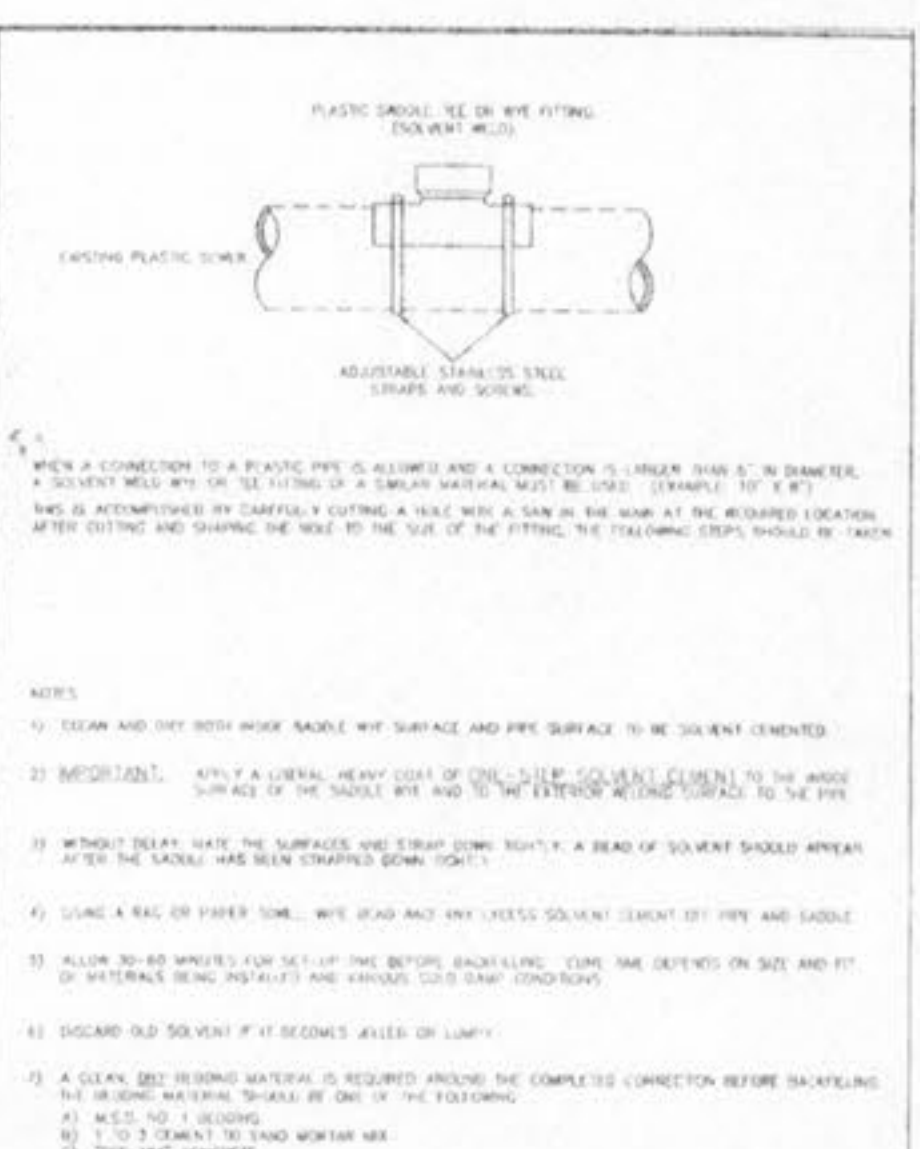 PLASTIC SADDLE TEE OR WYE FITTING
(SOLVENT WELD)
EXISTING PLASTIC SEWER
ADJUSTABLE STAINLESS STEEL
STRAPS AND SCREWS.
WHEN A CONNECTION TO A PLASTIC PIPE IS ALLOWED AND A CONNECTION IS LARGER THAN 6" IN DIAMETER,
A SOLVENT WELD WYE OR TEE FITTING OF A SIMILAR MATERIAL MUST BE USED. (EXAMPLE: 10" X 8")
THIS IS ACCOMPLISHED BY CAREFULLY CUTTING A HOLE WITH A SAW IN THE MAIN AT THE REQUIRED LOCATION.
AFTER CUTTING AND SHAPING THE HOLE TO THE SIZE OF THE FITTING, THE FOLLOWING STEPS SHOULD BE TAKEN
NOTES
1) CLEAN AND DRY BOTH INSIDE SADDLE WYE SURFACE AND PIPE SURFACE TO BE SOLVENT CEMENTED.
2) IMPORTANT: APPLY A LIBERAL HEAVY COAT OF ONE-STEP SOLVENT CEMENT TO THE INSIDE
SURFACE OF THE SADDLE WYE AND TO THE EXTERIOR WELDING SURFACE TO THE PIPE
3) WITHOUT DELAY, MATE THE SURFACES AND STRAP DOWN TIGHTLY. A BEAD OF SOLVENT SHOULD APPEAR
AFTER THE SADDLE HAS BEEN STRAPPED DOWN TIGHTLY
4) USING A RAG OR PAPER TOWEL, WIPE BEAD AND ANY EXCESS SOLVENT CEMENT OFF PIPE AND SADDLE
5) ALLOW 30-60 MINUTES FOR SET-UP TIME BEFORE BACKFILLING. CURE TIME DEPENDS ON SIZE AND FIT
OF MATERIALS BEING INSTALLED AND VARIOUS COLD DAMP CONDITIONS
6) DISCARD OLD SOLVENT IF IT BECOMES JELLED OR LUMPY
7) A CLEAN, DRY BEDDING MATERIAL IS REQUIRED AROUND THE COMPLETED CONNECTION BEFORE BACKFILLING
THE BEDDING MATERIAL SHOULD BE ONE OF THE FOLLOWING
A) M.S.D. NO. 1 BEDDING
B) 1 TO 3 CEMENT TO SAND MORTAR MIX